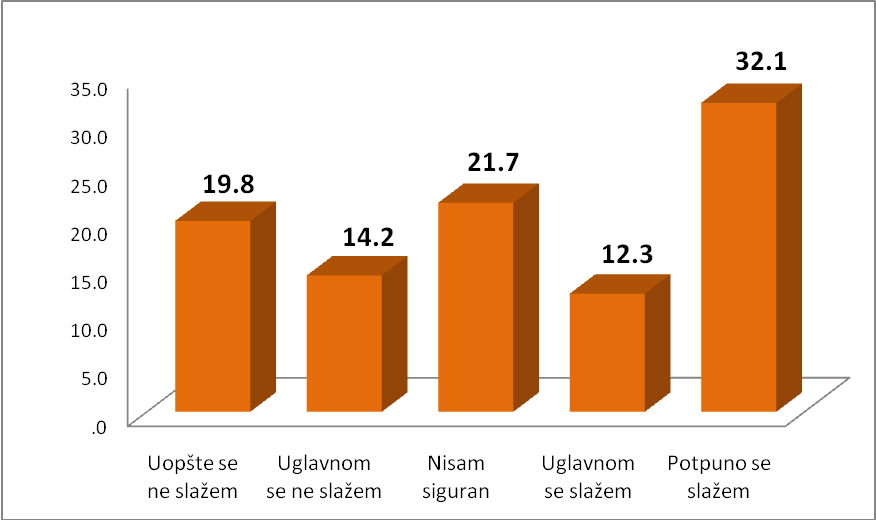 32.1
35.0
30.0
21.7
25.0
19.8
20.0
14.2
12.3
15.0
10.0
5.0
.0
Uopšte se
ne slažem
Uglavnom
se ne slažem
Nisam
siguran
Uglavnom
se slažem
Potpuno se
slažem